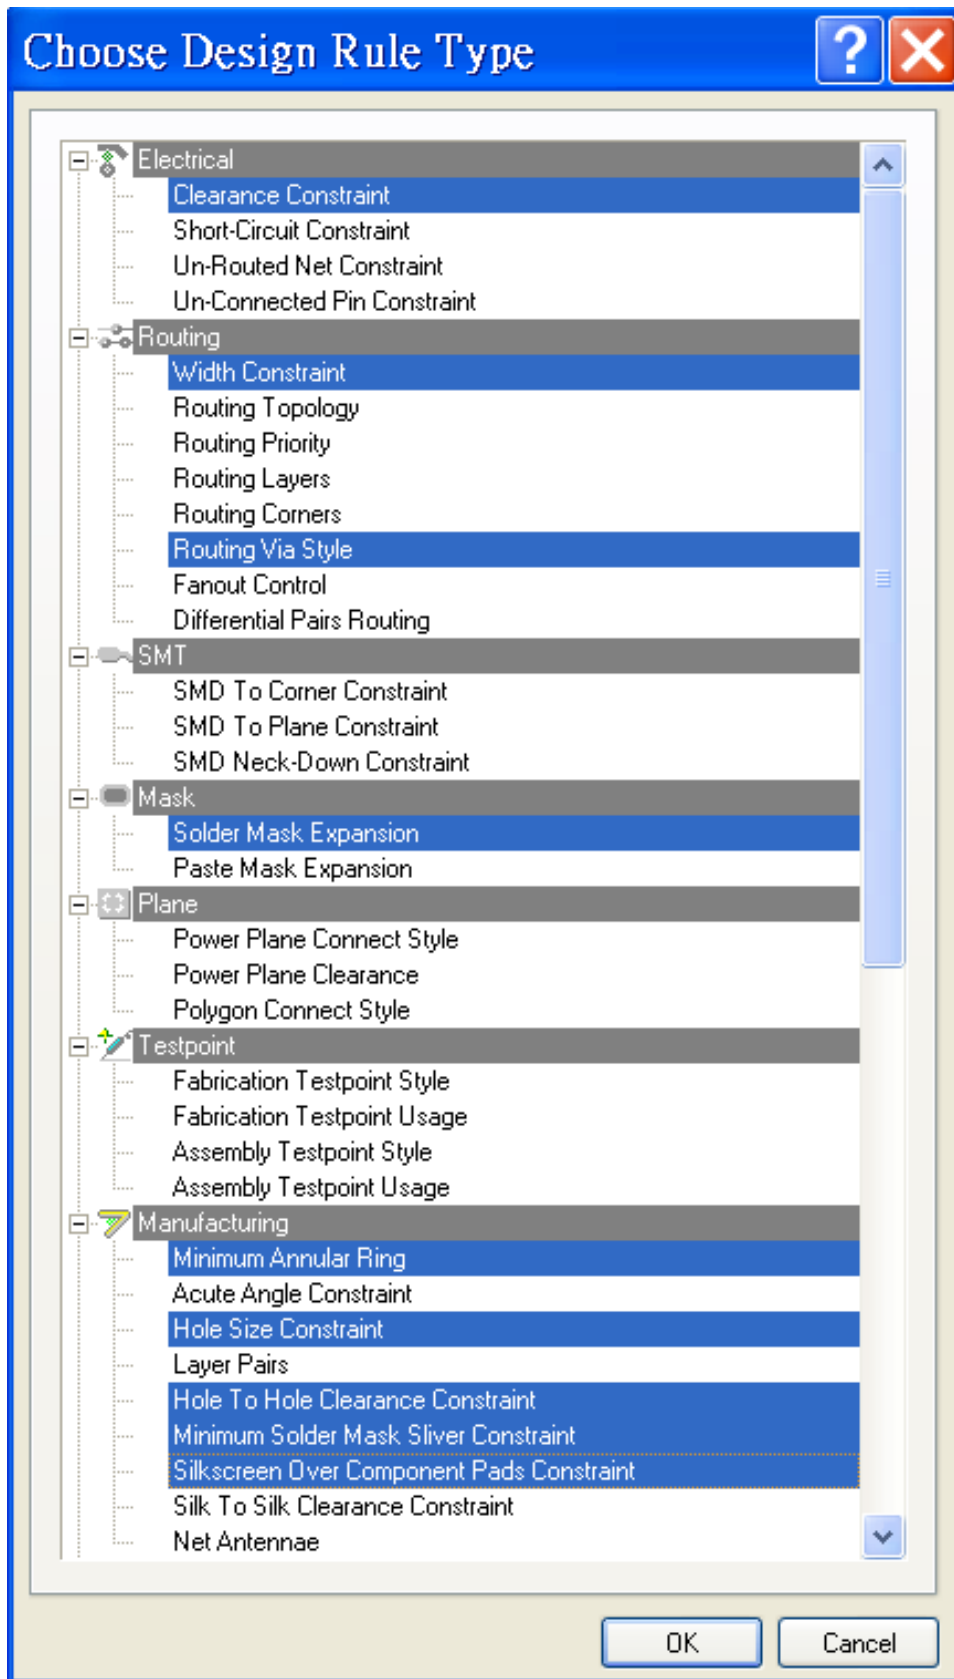 Choose Design Rule Type
Electrical
Clearance Constraint
Short-Circuit Constraint
Un-Routed Net Constraint
Un-Connected Pin Constraint
Routing
Width Constraint
Routing Topology
Routing Priority
Routing Layers
Routing Corners
Routing Via Style
Fanout Control
Differential Pairs Routing
SMT
SMD To Corner Constraint
SMD To Plane Constraint
SMD Neck-Down Constraint
Mask
Solder Mask Expansion
Paste Mask Expansion
Plane
Power Plane Connect Style
Power Plane Clearance
Polygon Connect Style
Testpoint
Fabrication Testpoint Style
Fabrication Testpoint Usage
Assembly Testpoint Style
Assembly Testpoint Usage
Manufacturing
Minimum Annular Ring
Acute Angle Constraint
Hole Size Constraint
Layer Pairs
Hole To Hole Clearance Constraint
Minimum Solder Mask Sliver Constraint
Silkscreen Over Component Pads Constraint
Silk To Silk Clearance Constraint
Net Antennae
OK Cancel